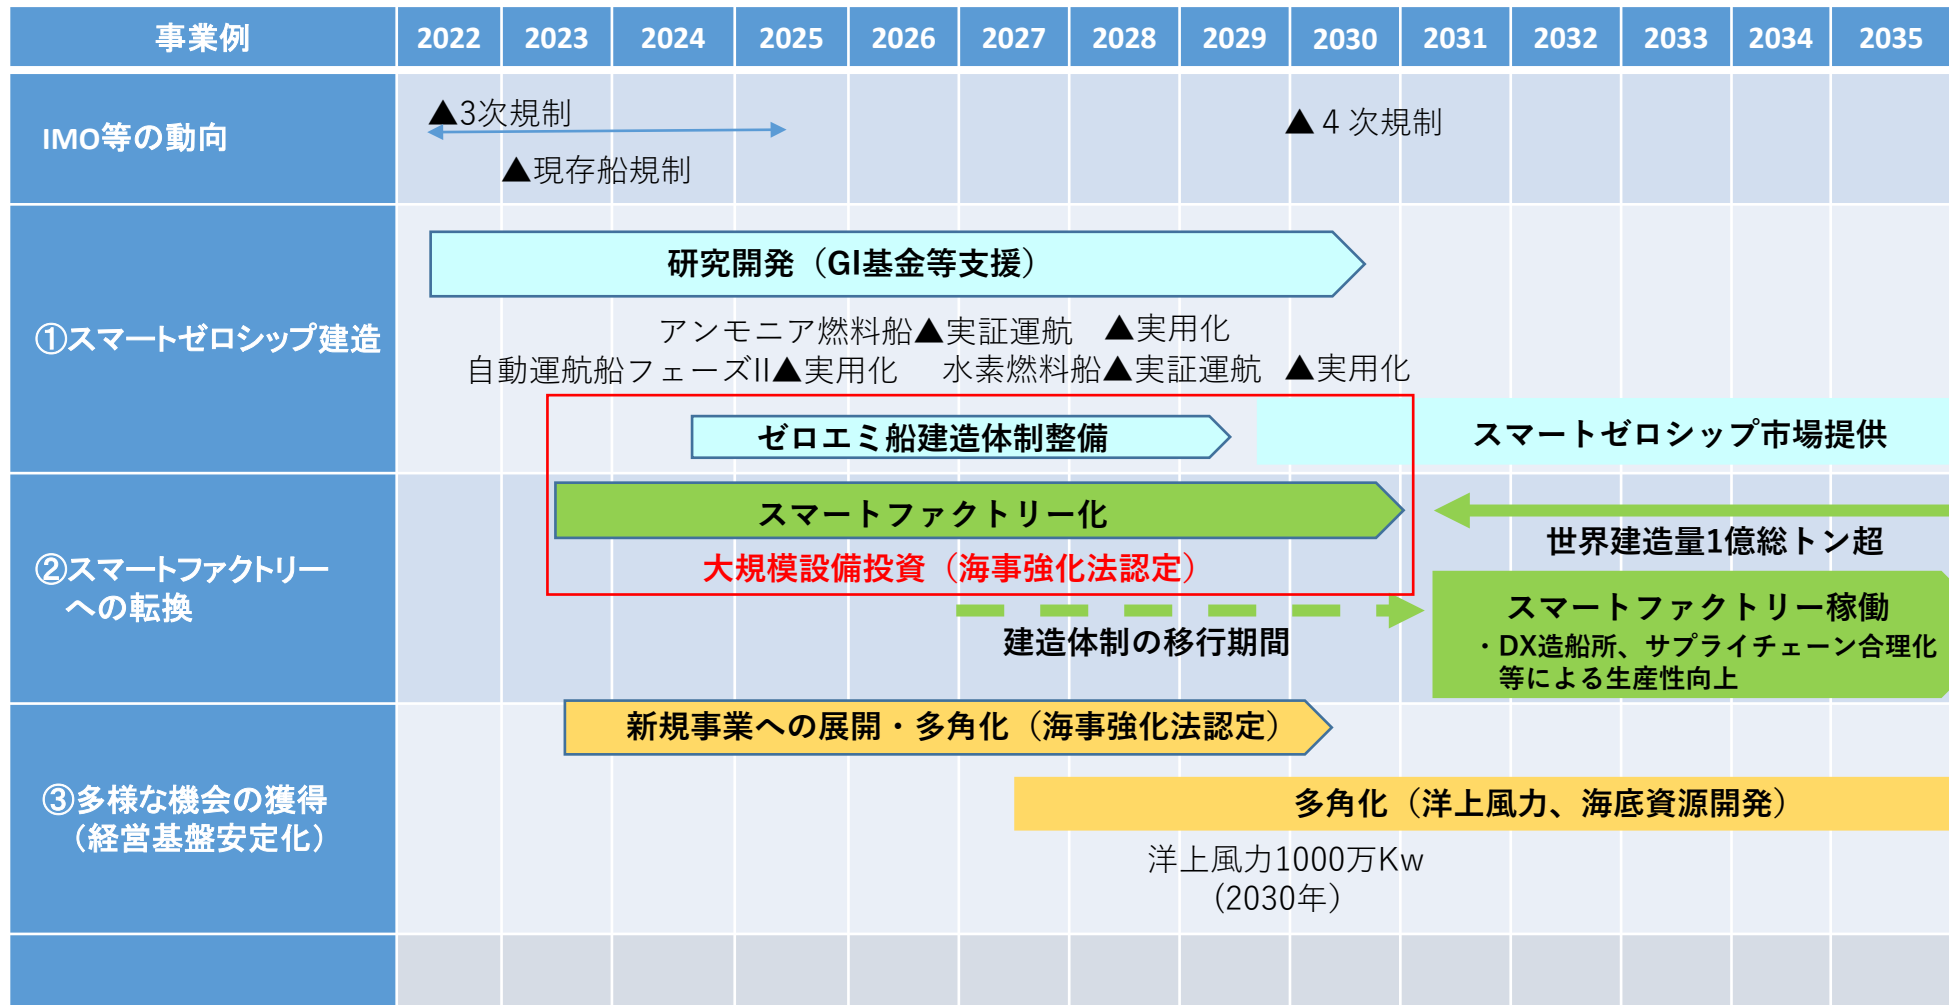 事業例 2022 2023 2024 2025 2026 2027 2028 2029 2030 2031 2032 2033 2034 2035
IMO等の動向
▲3次規制
▲４次規制
▲現存船規制
①スマートゼロシップ建造
研究開発（GI基金等支援）
アンモニア燃料船▲実証運航 ▲実用化
自動運航船フェーズII▲実用化 水素燃料船▲実証運航 ▲実用化
ゼロエミ船建造体制整備
スマートゼロシップ市場提供
②スマートファクトリー
への転換
スマートファクトリー化
世界建造量1億総トン超
大規模設備投資（海事強化法認定）
建造体制の移行期間
スマートファクトリー稼働
・DX造船所、サプライチェーン合理化
等による生産性向上
③多様な機会の獲得
（経営基盤安定化）
新規事業への展開・多角化（海事強化法認定）
多角化（洋上風力、海底資源開発）
洋上風力1000万Kw
(2030年）